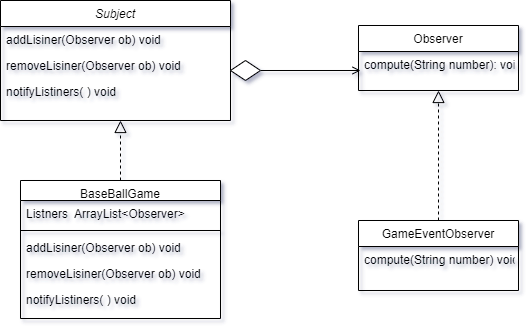 Subject
addLisiner(Observer ob) void
removeLisiner(Observer ob) void
notifyListiners( ) void
Observer
compute(String number): voi
BaseBallGame
Listners ArrayList<Observer>
addLisiner(Observer ob) void
removeLisiner(Observer ob) void
notifyListiners( ) void
GameEventObserver
compute(String number) voi